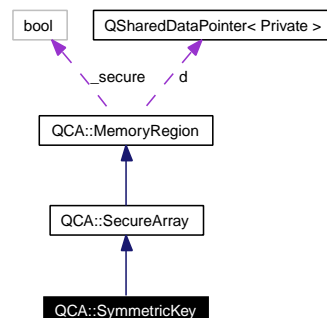 bool
QSharedDataPointer< Private >
_secure
d
QCA::MemoryRegion
QCA::SecureArray
QCA::SymmetricKey